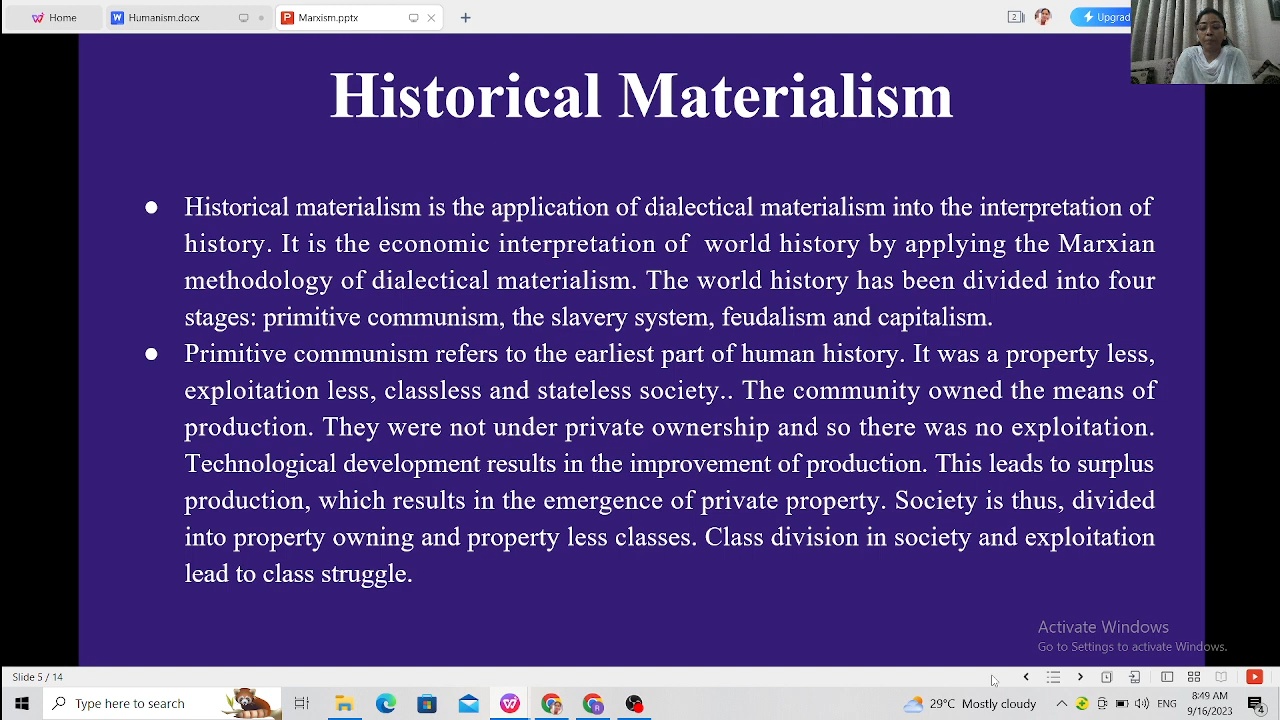 Home
Humanism.docx
Marxism.pptx
2
Upgrad
Historical Materialism
● Historical materialism is the application of dialectical materialism into the interpretation of
history. It is the economic interpretation of world history by applying the Marxian
methodology of dialectical materialism. The world history has been divided into four
stages: primitive communism, the slavery system, feudalism and capitalism.
● Primitive communism refers to the earliest part of human history. It was a property less,
exploitation less, classless and stateless society.. The community owned the means of
production. They were not under private ownership and so there was no exploitation.
Technological development results in the improvement of production. This leads to surplus
production, which results in the emergence of private property. Society is thus, divided
into property owning and property less classes. Class division in society and exploitation
lead to class struggle.
Activate Windows
Go to Settings to activate Windows.
Slide 5 / 14
Type here to search
29°C Mostly cloudy
ENG
8:49 AM
9/16/2023
4